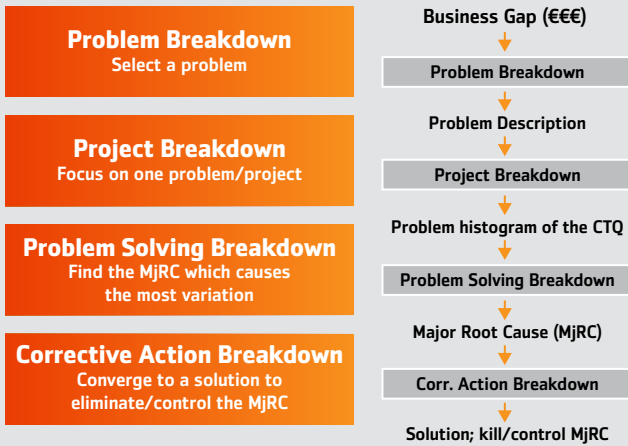 Problem Breakdown
Select a problem
Project Breakdown
Focus on one problem/project
Problem Solving Breakdown
Find the MjRC which causes
the most variation
Corrective Action Breakdown
Converge to a solution to
eliminate/control the MjRC
Business Gap (€€€)
Problem Breakdown
Problem Description
Project Breakdown
Problem histogram of the CTQ
Problem Solving Breakdown
Major Root Cause (MjRC)
Corr. Action Breakdown
Solution; kill/control MjRC